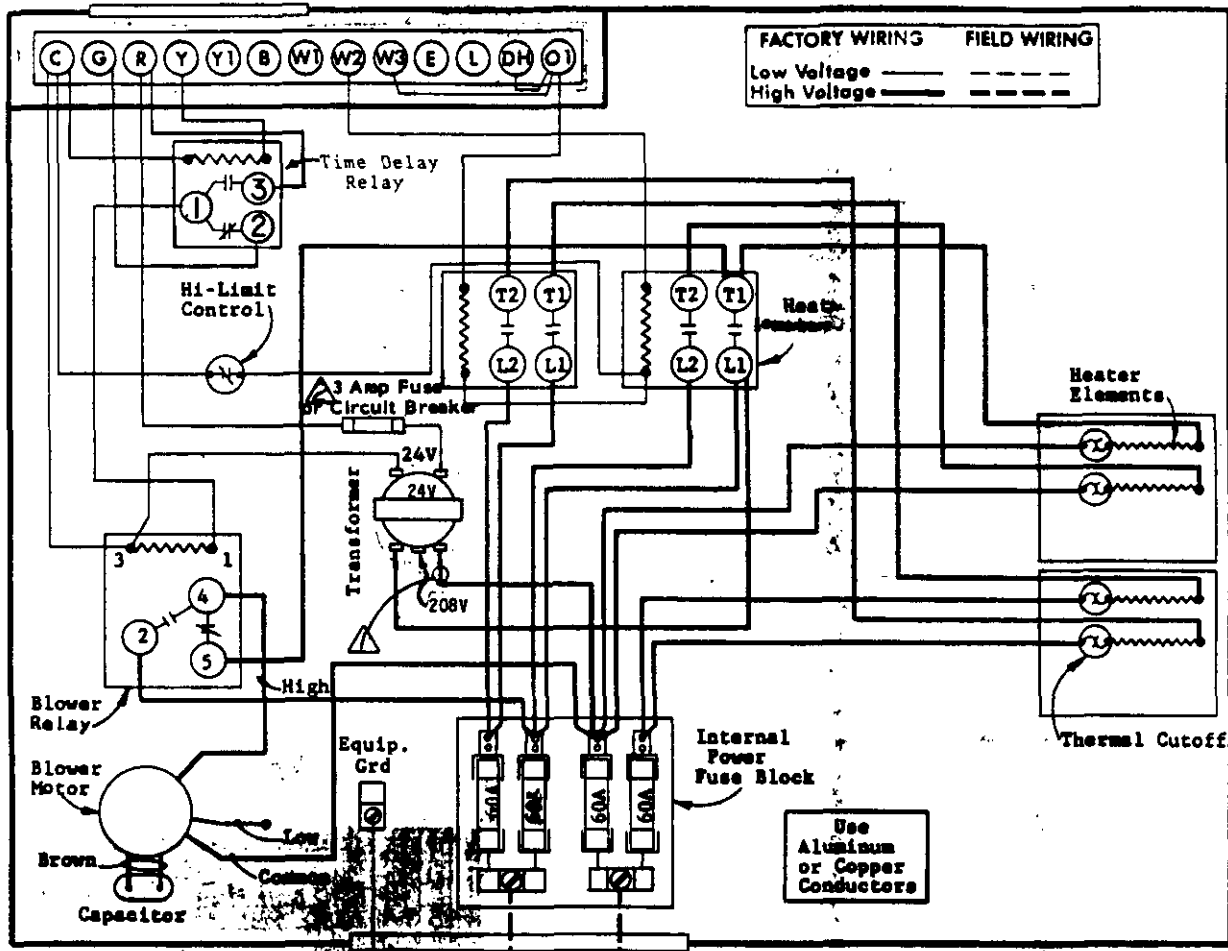 C G R Y Y1 B W1 W2 W3 E L DH O1
FACTORY WIRING FIELD WIRING
Low Voltage
High Voltage
Time Delay
Relay
1
3
2
Hi-Limit
Control
T2 T1
L2 L1
T2 T1
L2 L1
Heat
3 Amp Fuse
or Circuit Breaker
24V
24V
Transformer
208V
1
Heater
Elements
3 1
4
2
5
High
Blower
Relay
Blower
Motor
Low
Brown
Common
Capacitor
Equip.
Grd
60A
60A
60A
60A
Internal
Power
Fuse Block
Thermal Cutoff
Use
Aluminum
or Copper
Conductors